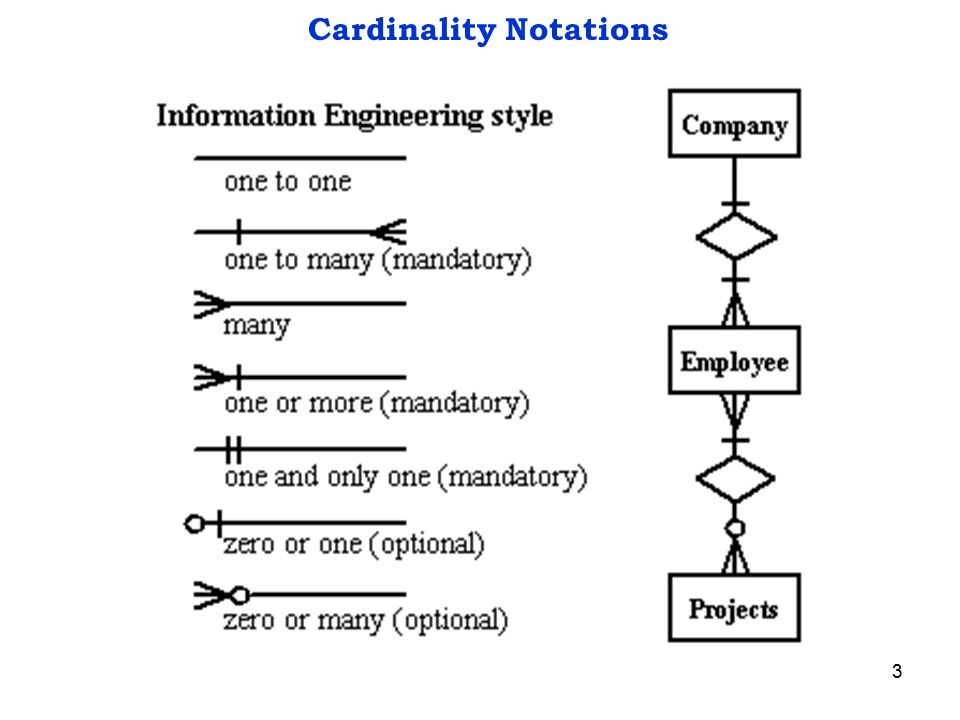 Cardinality Notations
Information Engineering style
one to one
one to many (mandatory)
many
one or more (mandatory)
one and only one (mandatory)
zero or one (optional)
zero or many (optional)
Company
Employee
Projects
3